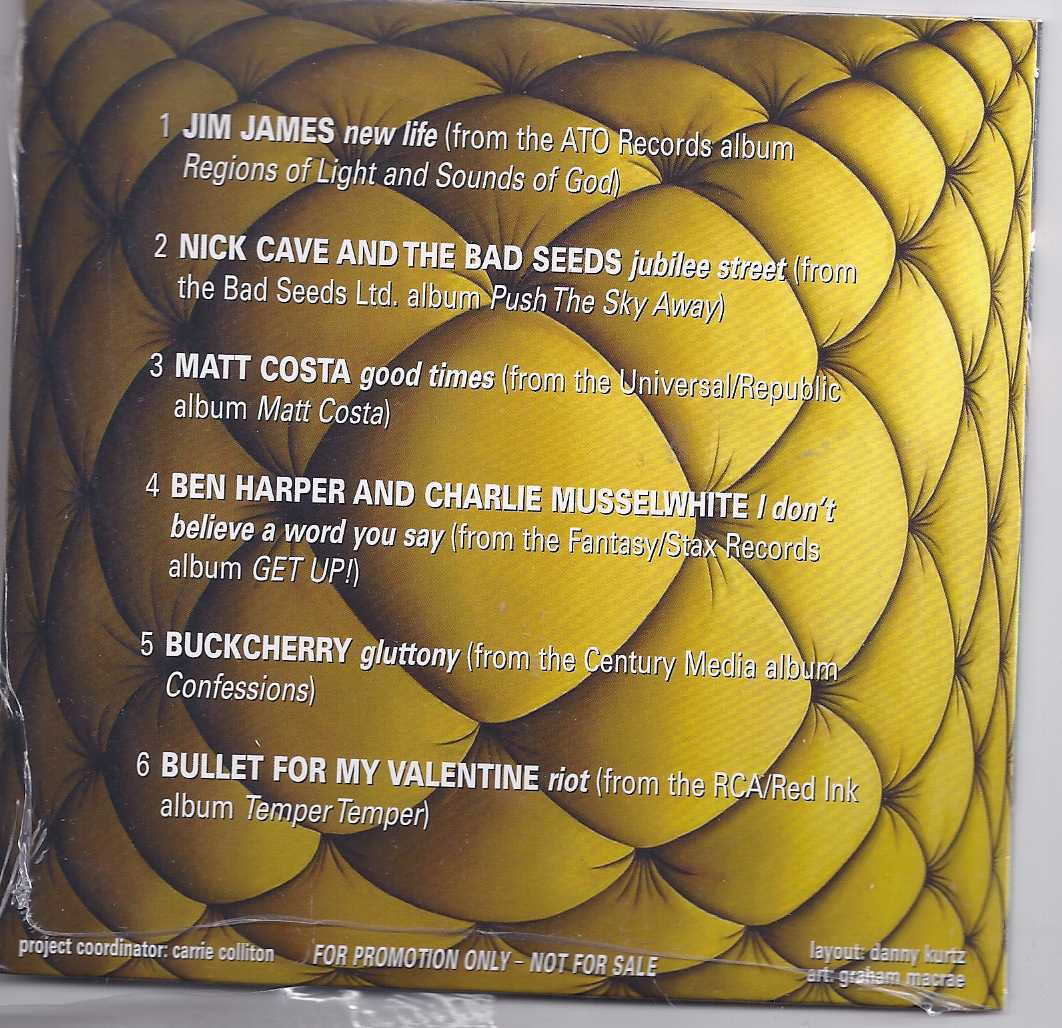 1 JIM JAMES new life (from the ATO Records album
Regions of Light and Sounds of God)
2 NICK CAVE AND THE BAD SEEDS jubilee street (from
the Bad Seeds Ltd. album Push The Sky Away)
3 MATT COSTA good times (from the Universal/Republic
album Matt Costa)
4 BEN HARPER AND CHARLIE MUSSELWHITE I don't
believe a word you say (from the Fantasy/Stax Records
album GET UP!)
5 BUCKCHERRY gluttony (from the Century Media album
Confessions)
6 BULLET FOR MY VALENTINE riot (from the RCA/Red Ink
album Temper Temper)
project coordinator: carrie colliton
FOR PROMOTION ONLY – NOT FOR SALE
layout: danny kurtz
art: graham macrae